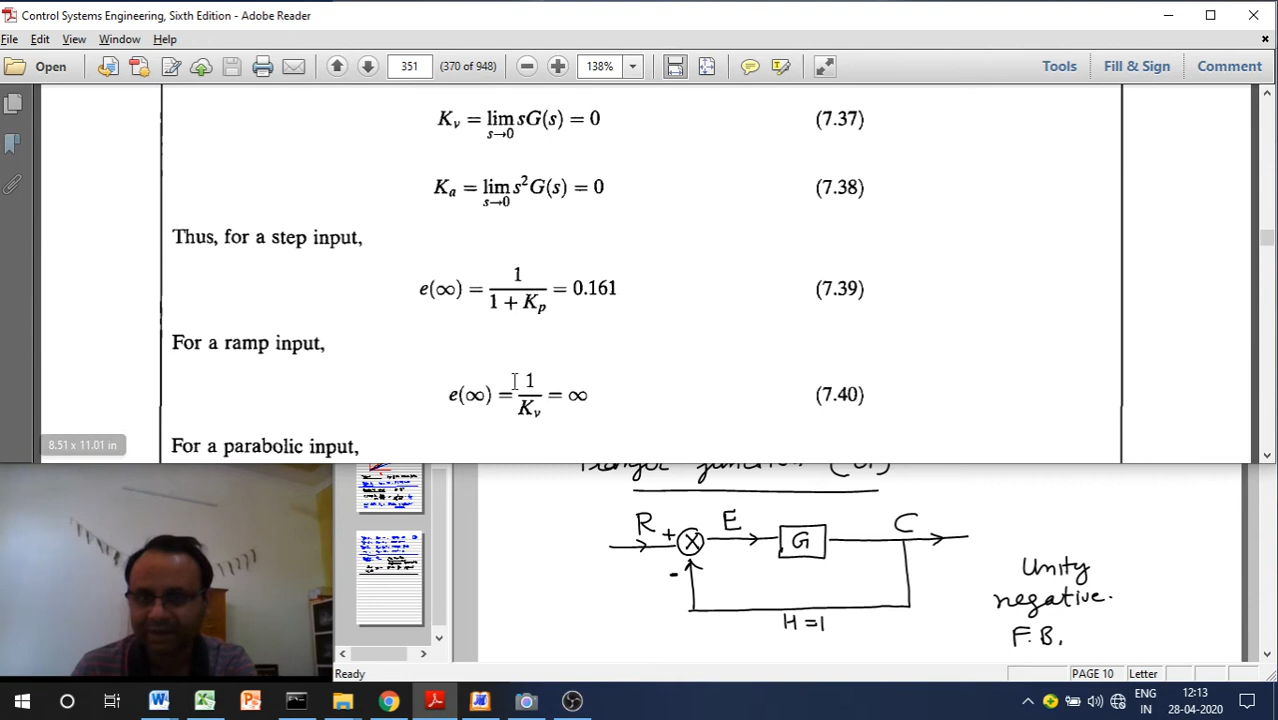 Control Systems Engineering, Sixth Edition - Adobe Reader
File Edit View Window Help
Open 351 (370 of 948) 138% Tools Fill & Sign Comment
K_v = lim_{s→0} sG(s) = 0 (7.37)
K_a = lim_{s→0} s²G(s) = 0 (7.38)
Thus, for a step input,
e(∞) = 1/(1 + K_p) = 0.161 (7.39)
For a ramp input,
e(∞) = 1/K_v = ∞ (7.40)
8.51 x 11.01 in
For a parabolic input,
R + E G C
-
H = 1
Unity
negative.
F.B.
Ready PAGE 10 Letter
ENG 12:13
IN 28-04-2020